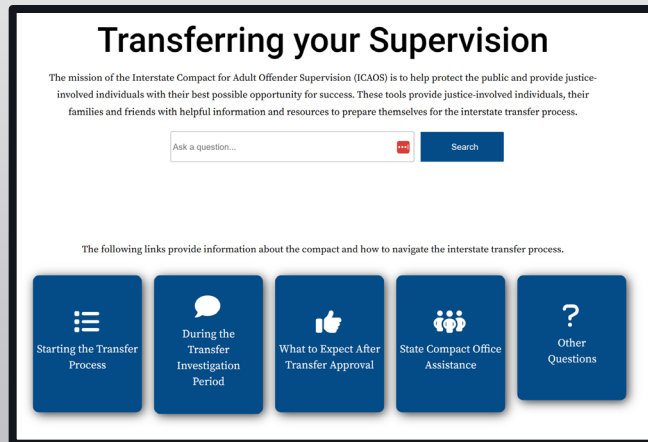 Transferring your Supervision
The mission of the Interstate Compact for Adult Offender Supervision (ICAOS) is to help protect the public and provide justice-
involved individuals with their best possible opportunity for success. These tools provide justice-involved individuals, their
families and friends with helpful information and resources to prepare themselves for the interstate transfer process.
Ask a question...
Search
The following links provide information about the compact and how to navigate the interstate transfer process.
Starting the Transfer
Process
During the
Transfer
Investigation
Period
What to Expect After
Transfer Approval
State Compact Office
Assistance
Other
Questions